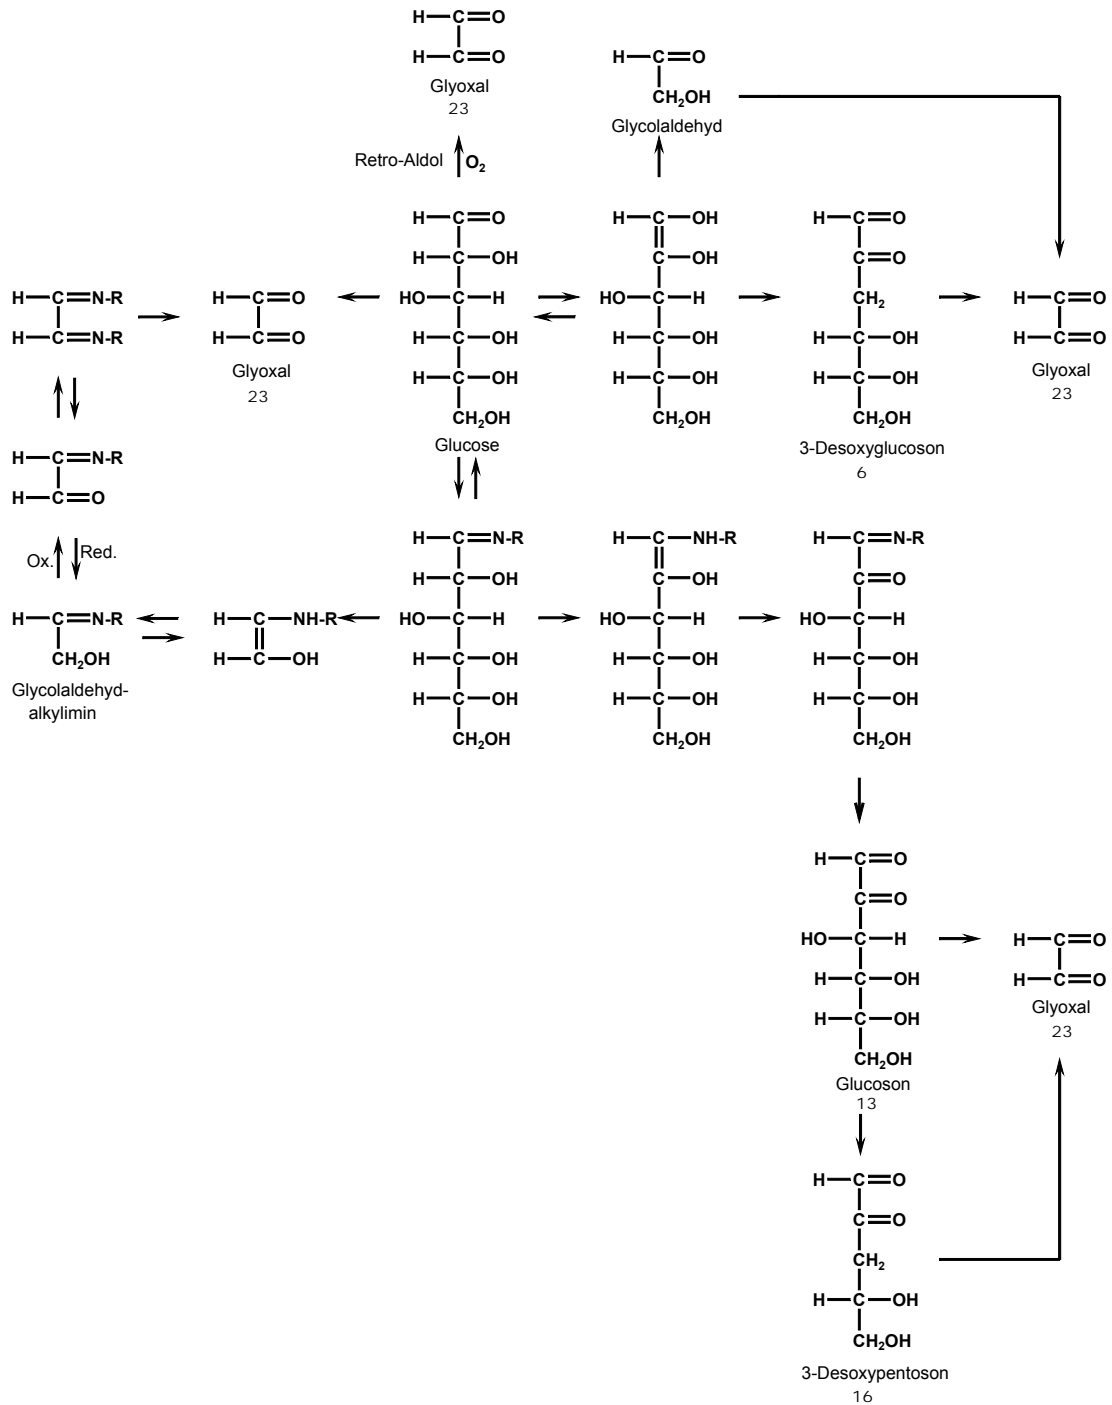 H C O
H C O
H C O
Glyoxal
CH2OH
23
Glycolaldehyd
Retro-Aldol O2
H C O H C OH H C O
H C OH C OH C O
H C N-R H C O HO C H HO C H CH2 H C O
H C N-R H C O H C OH H C OH H C OH H C O
Glyoxal Glyoxal
23 H C OH H C OH H C OH 23
CH2OH CH2OH CH2OH
Glucose 3-Desoxyglucoson
H C N-R 6
H C O
H C N-R H C NH-R H C N-R
Ox. Red.
H C OH C OH C O
H C N-R H C NH-R HO C H HO C H HO C H
CH2OH H C OH H C OH H C OH H C OH
Glycolaldehyd-
alkylimin H C OH H C OH H C OH
CH2OH CH2OH CH2OH
H C O
C O
HO C H H C O
H C OH H C O
Glyoxal
H C OH 23
CH2OH
Glucoson
13
H C O
C O
CH2
H C OH
CH2OH
3-Desoxypentoson
16